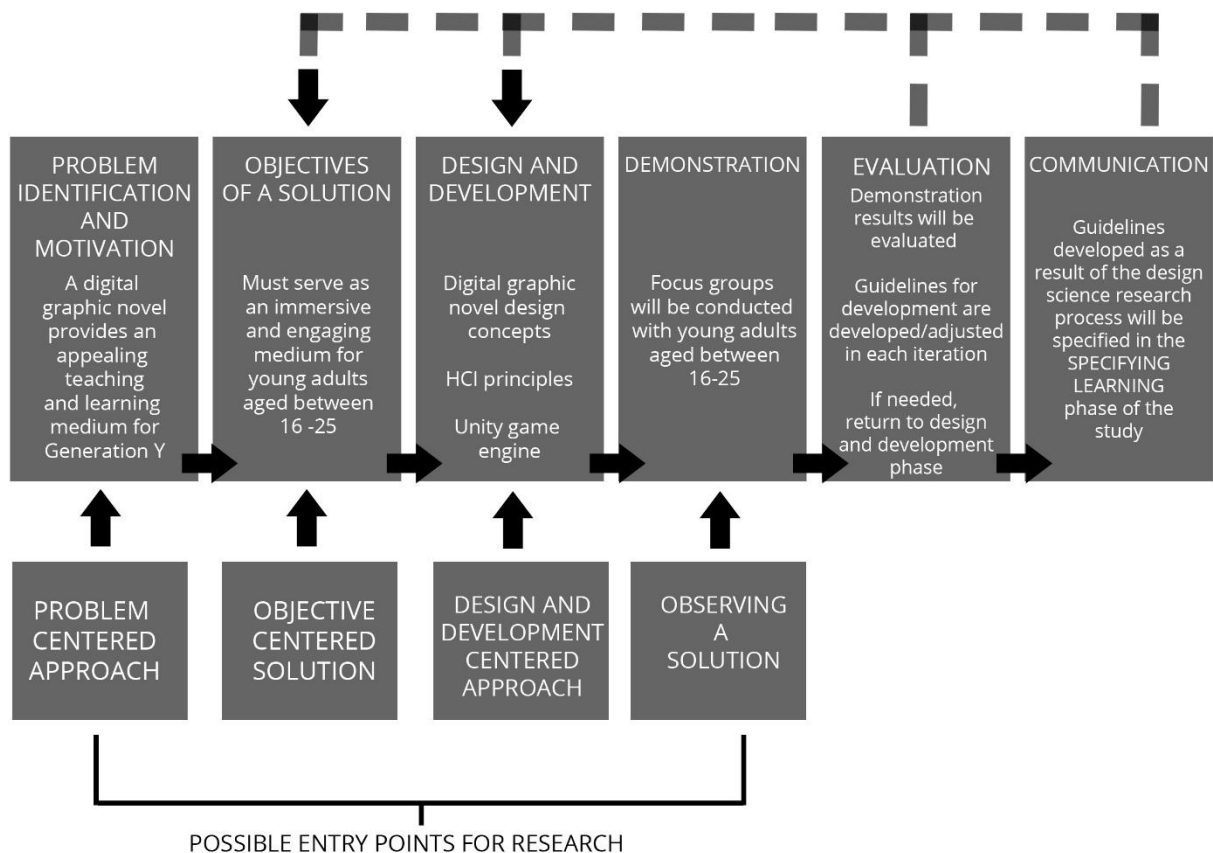 PROBLEM
IDENTIFICATION
AND
MOTIVATION
A digital
graphic novel
provides an
appealing
teaching
and learning
medium for
Generation Y
OBJECTIVES
OF A SOLUTION
Must serve as
an immersive
and engaging
medium for
young adults
aged between
16 -25
DESIGN AND
DEVELOPMENT
Digital graphic
novel design
concepts
HCI principles
Unity game
engine
DEMONSTRATION
Focus groups
will be conducted
with young adults
aged between
16-25
EVALUATION
Demonstration
results will be
evaluated
Guidelines for
development are
developed/adjusted
in each iteration
If needed,
return to design
and development
phase
COMMUNICATION
Guidelines
developed as a
result of the design
science research
process will be
specified in the
SPECIFYING
LEARNING
phase of the
study
PROBLEM
CENTERED
APPROACH
OBJECTIVE
CENTERED
SOLUTION
DESIGN AND
DEVELOPMENT
CENTERED
APPROACH
OBSERVING
A
SOLUTION
POSSIBLE ENTRY POINTS FOR RESEARCH